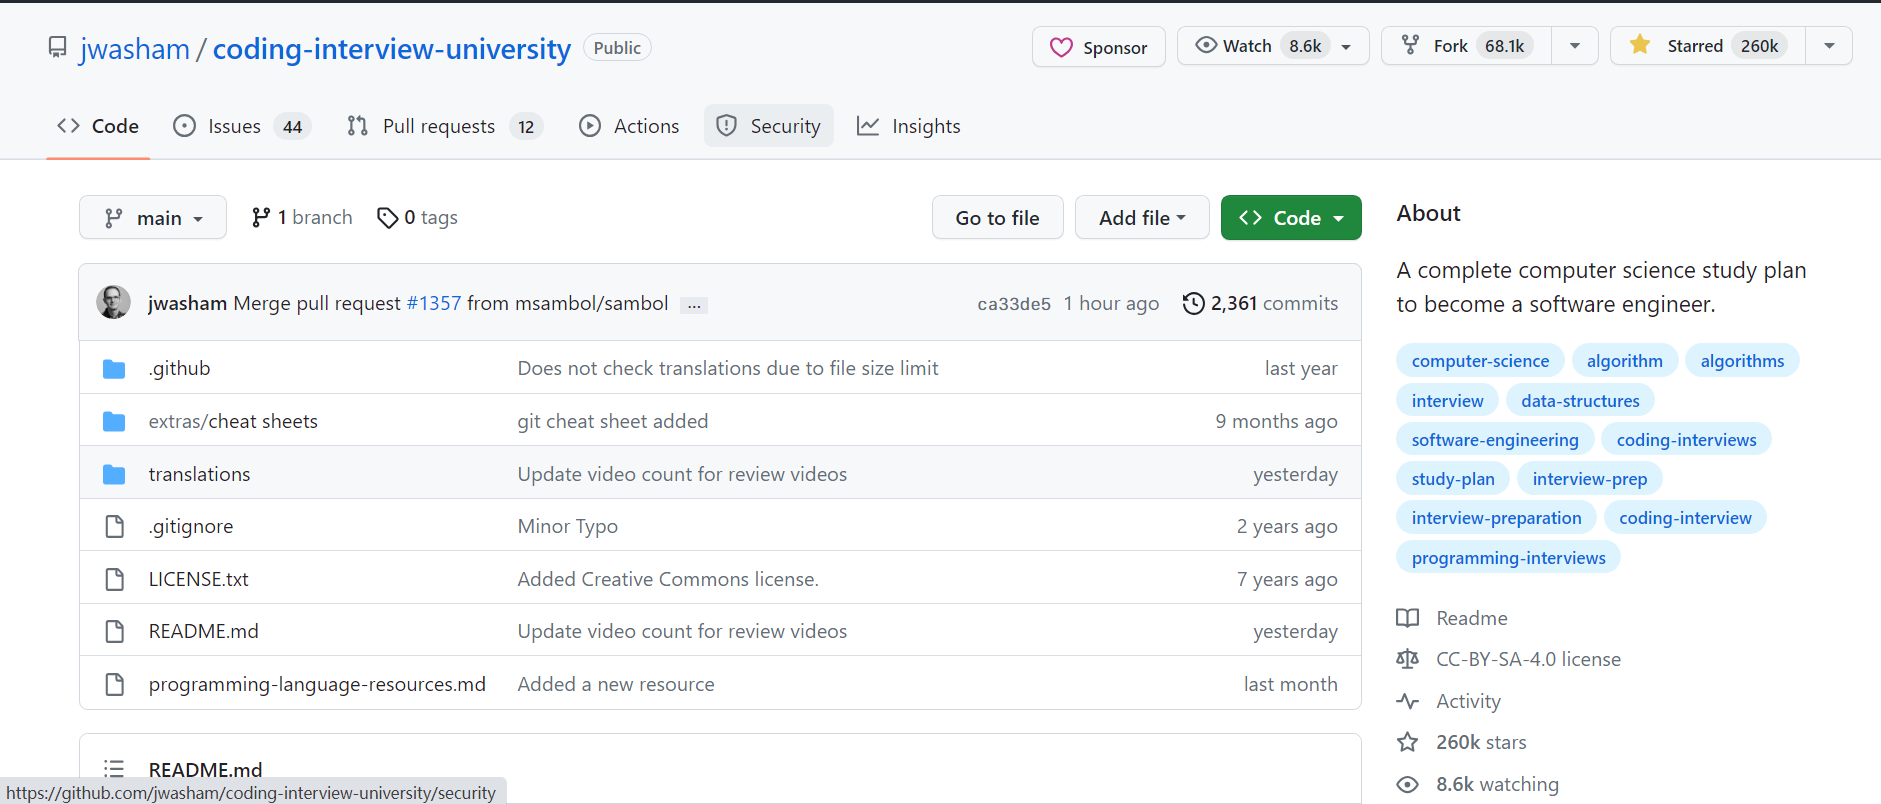 jwasham / coding-interview-university Public
Sponsor Watch 8.6k Fork 68.1k Starred 260k
Code Issues 44 Pull requests 12 Actions Security Insights
main 1 branch 0 tags Go to file Add file Code
jwasham Merge pull request #1357 from msambol/sambol ... ca33de5 1 hour ago 2,361 commits
.github Does not check translations due to file size limit last year
extras/cheat sheets git cheat sheet added 9 months ago
translations Update video count for review videos yesterday
.gitignore Minor Typo 2 years ago
LICENSE.txt Added Creative Commons license. 7 years ago
README.md Update video count for review videos yesterday
programming-language-resources.md Added a new resource last month
README.md
https://github.com/jwasham/coding-interview-university/security
About
A complete computer science study plan
to become a software engineer.
computer-science algorithm algorithms
interview data-structures
software-engineering coding-interviews
study-plan interview-prep
interview-preparation coding-interview
programming-interviews
Readme
CC-BY-SA-4.0 license
Activity
260k stars
8.6k watching